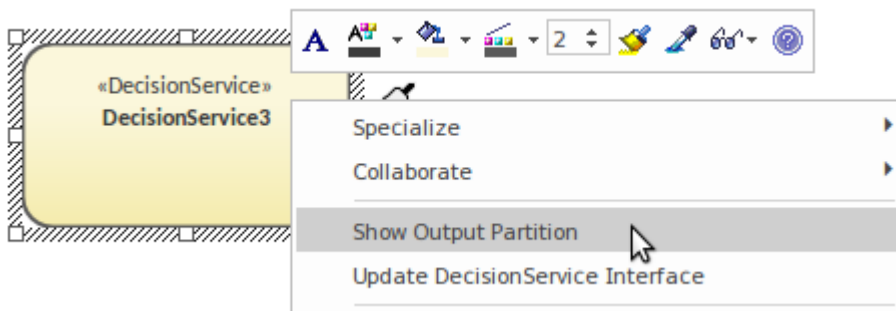 A
2
«DecisionService»
DecisionService3
Specialize
Collaborate
Show Output Partition
Update DecisionService Interface